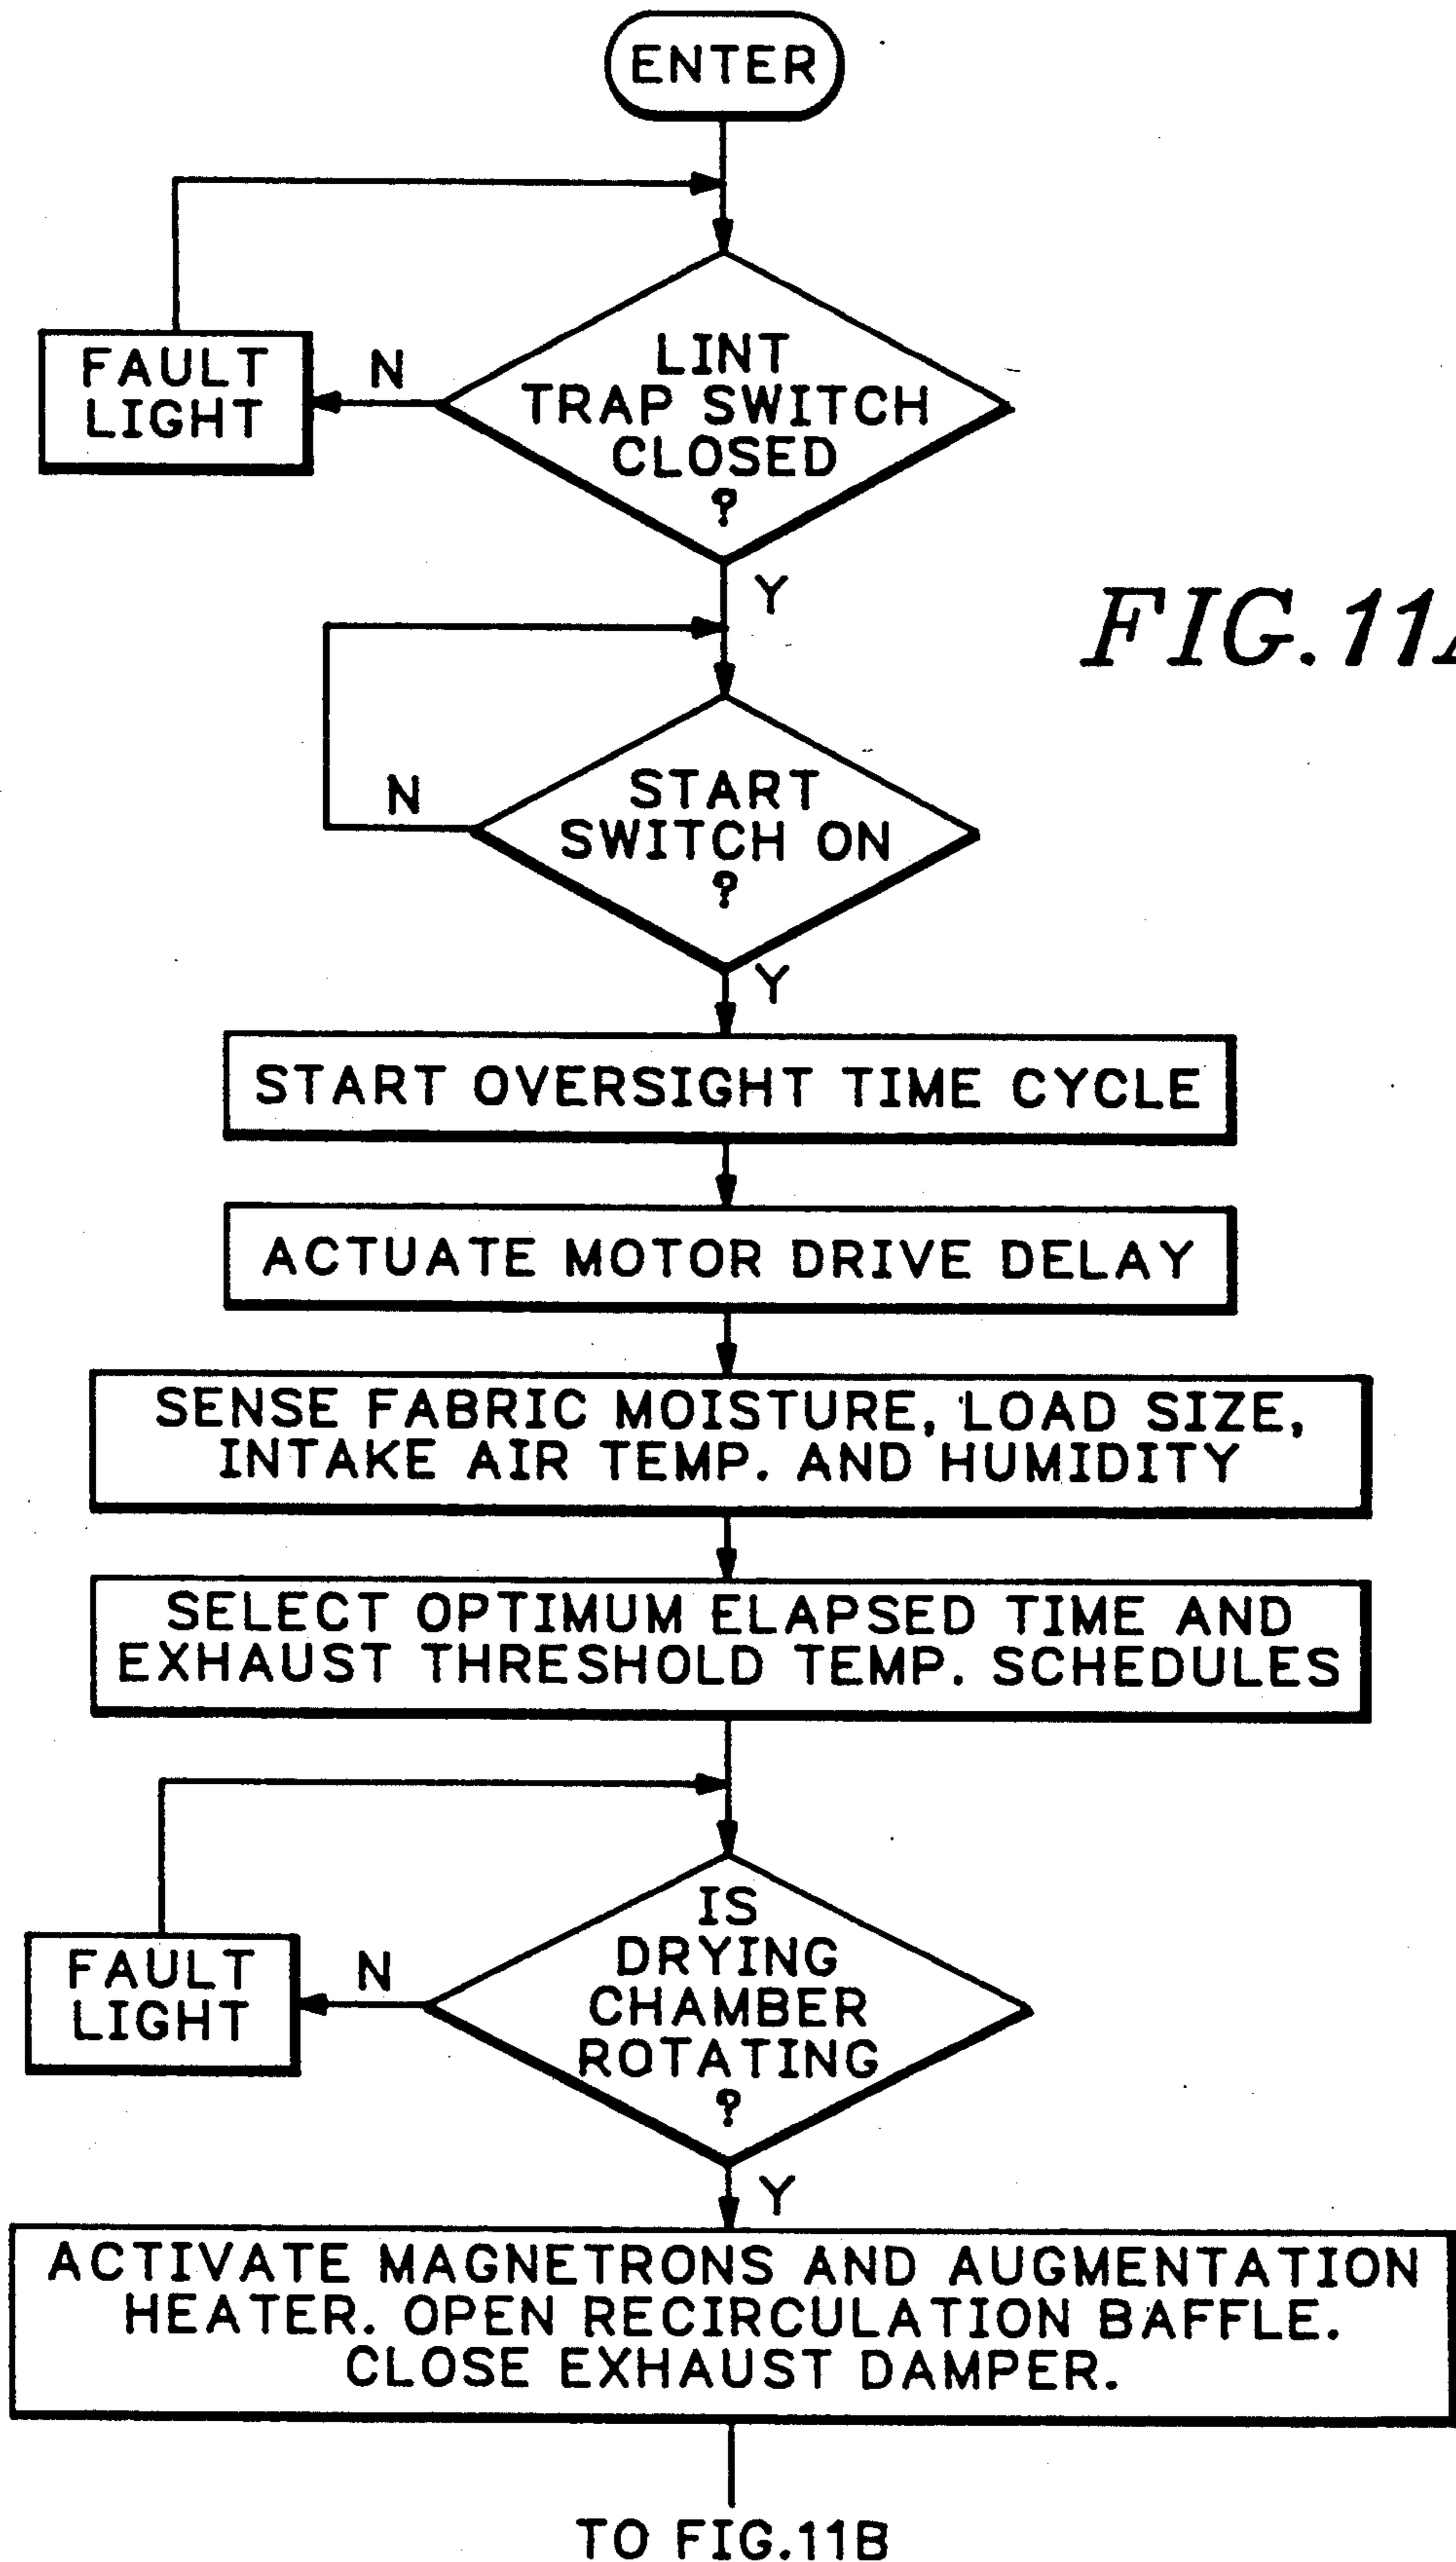 ENTER
LINT
TRAP SWITCH
CLOSED
?
N
FAULT
LIGHT
Y
FIG.11A
START
SWITCH ON
?
N
Y
START OVERSIGHT TIME CYCLE
ACTUATE MOTOR DRIVE DELAY
SENSE FABRIC MOISTURE, LOAD SIZE,
INTAKE AIR TEMP. AND HUMIDITY
SELECT OPTIMUM ELAPSED TIME AND
EXHAUST THRESHOLD TEMP. SCHEDULES
IS
DRYING
CHAMBER
ROTATING
?
N
FAULT
LIGHT
Y
ACTIVATE MAGNETRONS AND AUGMENTATION
HEATER. OPEN RECIRCULATION BAFFLE.
CLOSE EXHAUST DAMPER.
TO FIG.11B